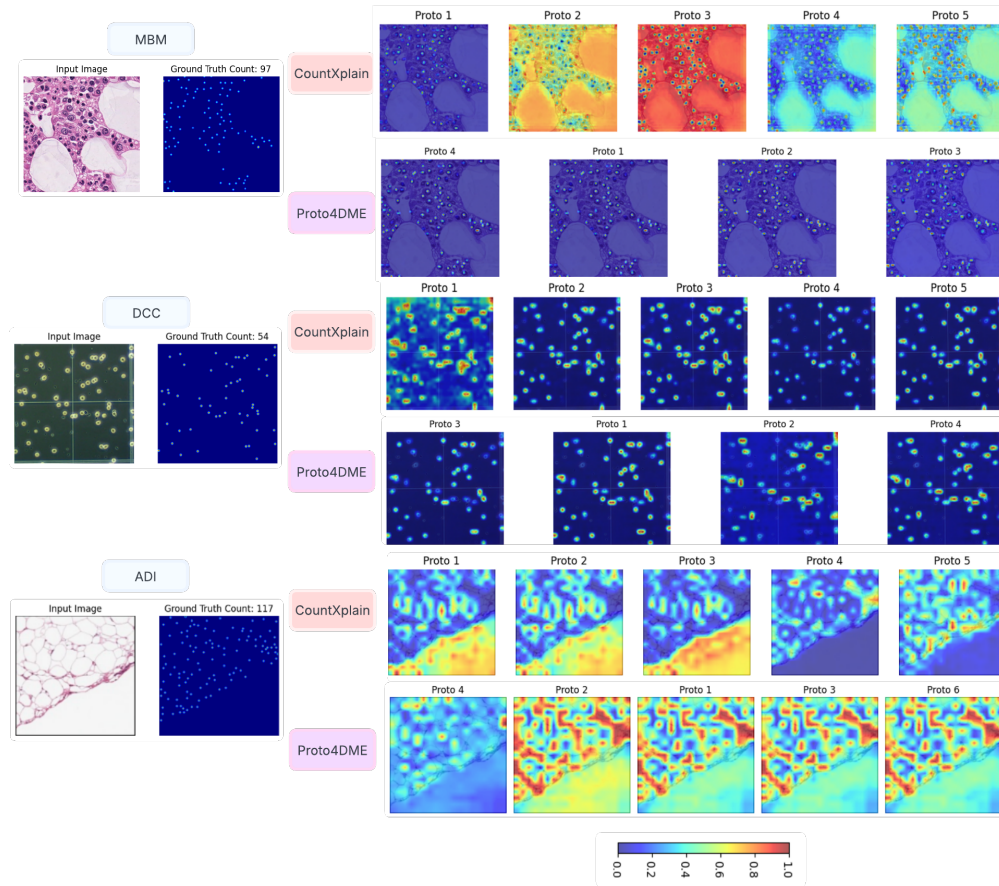 MBM
Input Image
Ground Truth Count: 97
CountXplain
Proto 1
Proto 2
Proto 3
Proto 4
Proto 5
Proto4DME
Proto 4
Proto 1
Proto 2
Proto 3
DCC
Input Image
Ground Truth Count: 54
CountXplain
Proto 1
Proto 2
Proto 3
Proto 4
Proto 5
Proto4DME
Proto 3
Proto 1
Proto 2
Proto 4
ADI
Input Image
Ground Truth Count: 117
CountXplain
Proto 1
Proto 2
Proto 3
Proto 4
Proto 5
Proto4DME
Proto 4
Proto 2
Proto 1
Proto 3
Proto 6
0.0
0.2
0.4
0.6
0.8
1.0